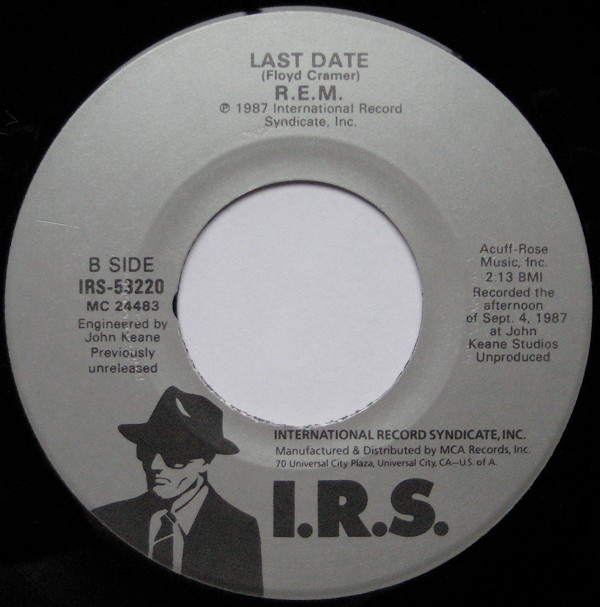 LAST DATE
(Floyd Cramer)
R.E.M.
℗ 1987 International Record
Syndicate, Inc.
B SIDE
IRS-53220
MC 24483
Engineered by
John Keane
Previously
unreleased
Acuff-Rose
Music, Inc.
2:13 BMI
Recorded the
afternoon
of Sept. 4, 1987
at John
Keane Studios
Unproduced
INTERNATIONAL RECORD SYNDICATE, INC.
Manufactured & Distributed by MCA Records, Inc.
70 Universal City Plaza, Universal City, CA–U.S. of A.
I.R.S.